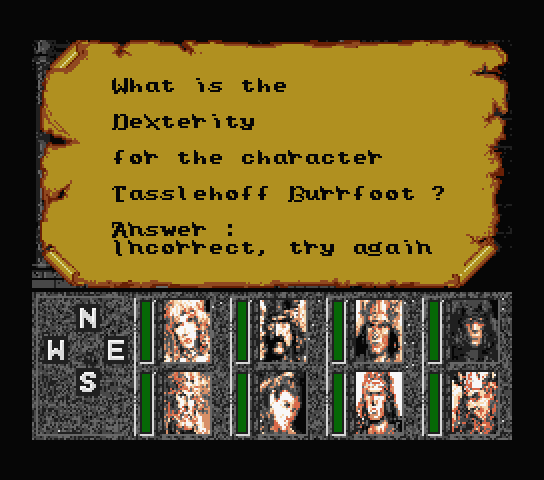 What is the
Dexterity
for the character
Tasslehoff Burrfoot ?
Answer :
Incorrect, try again
N
W E
S